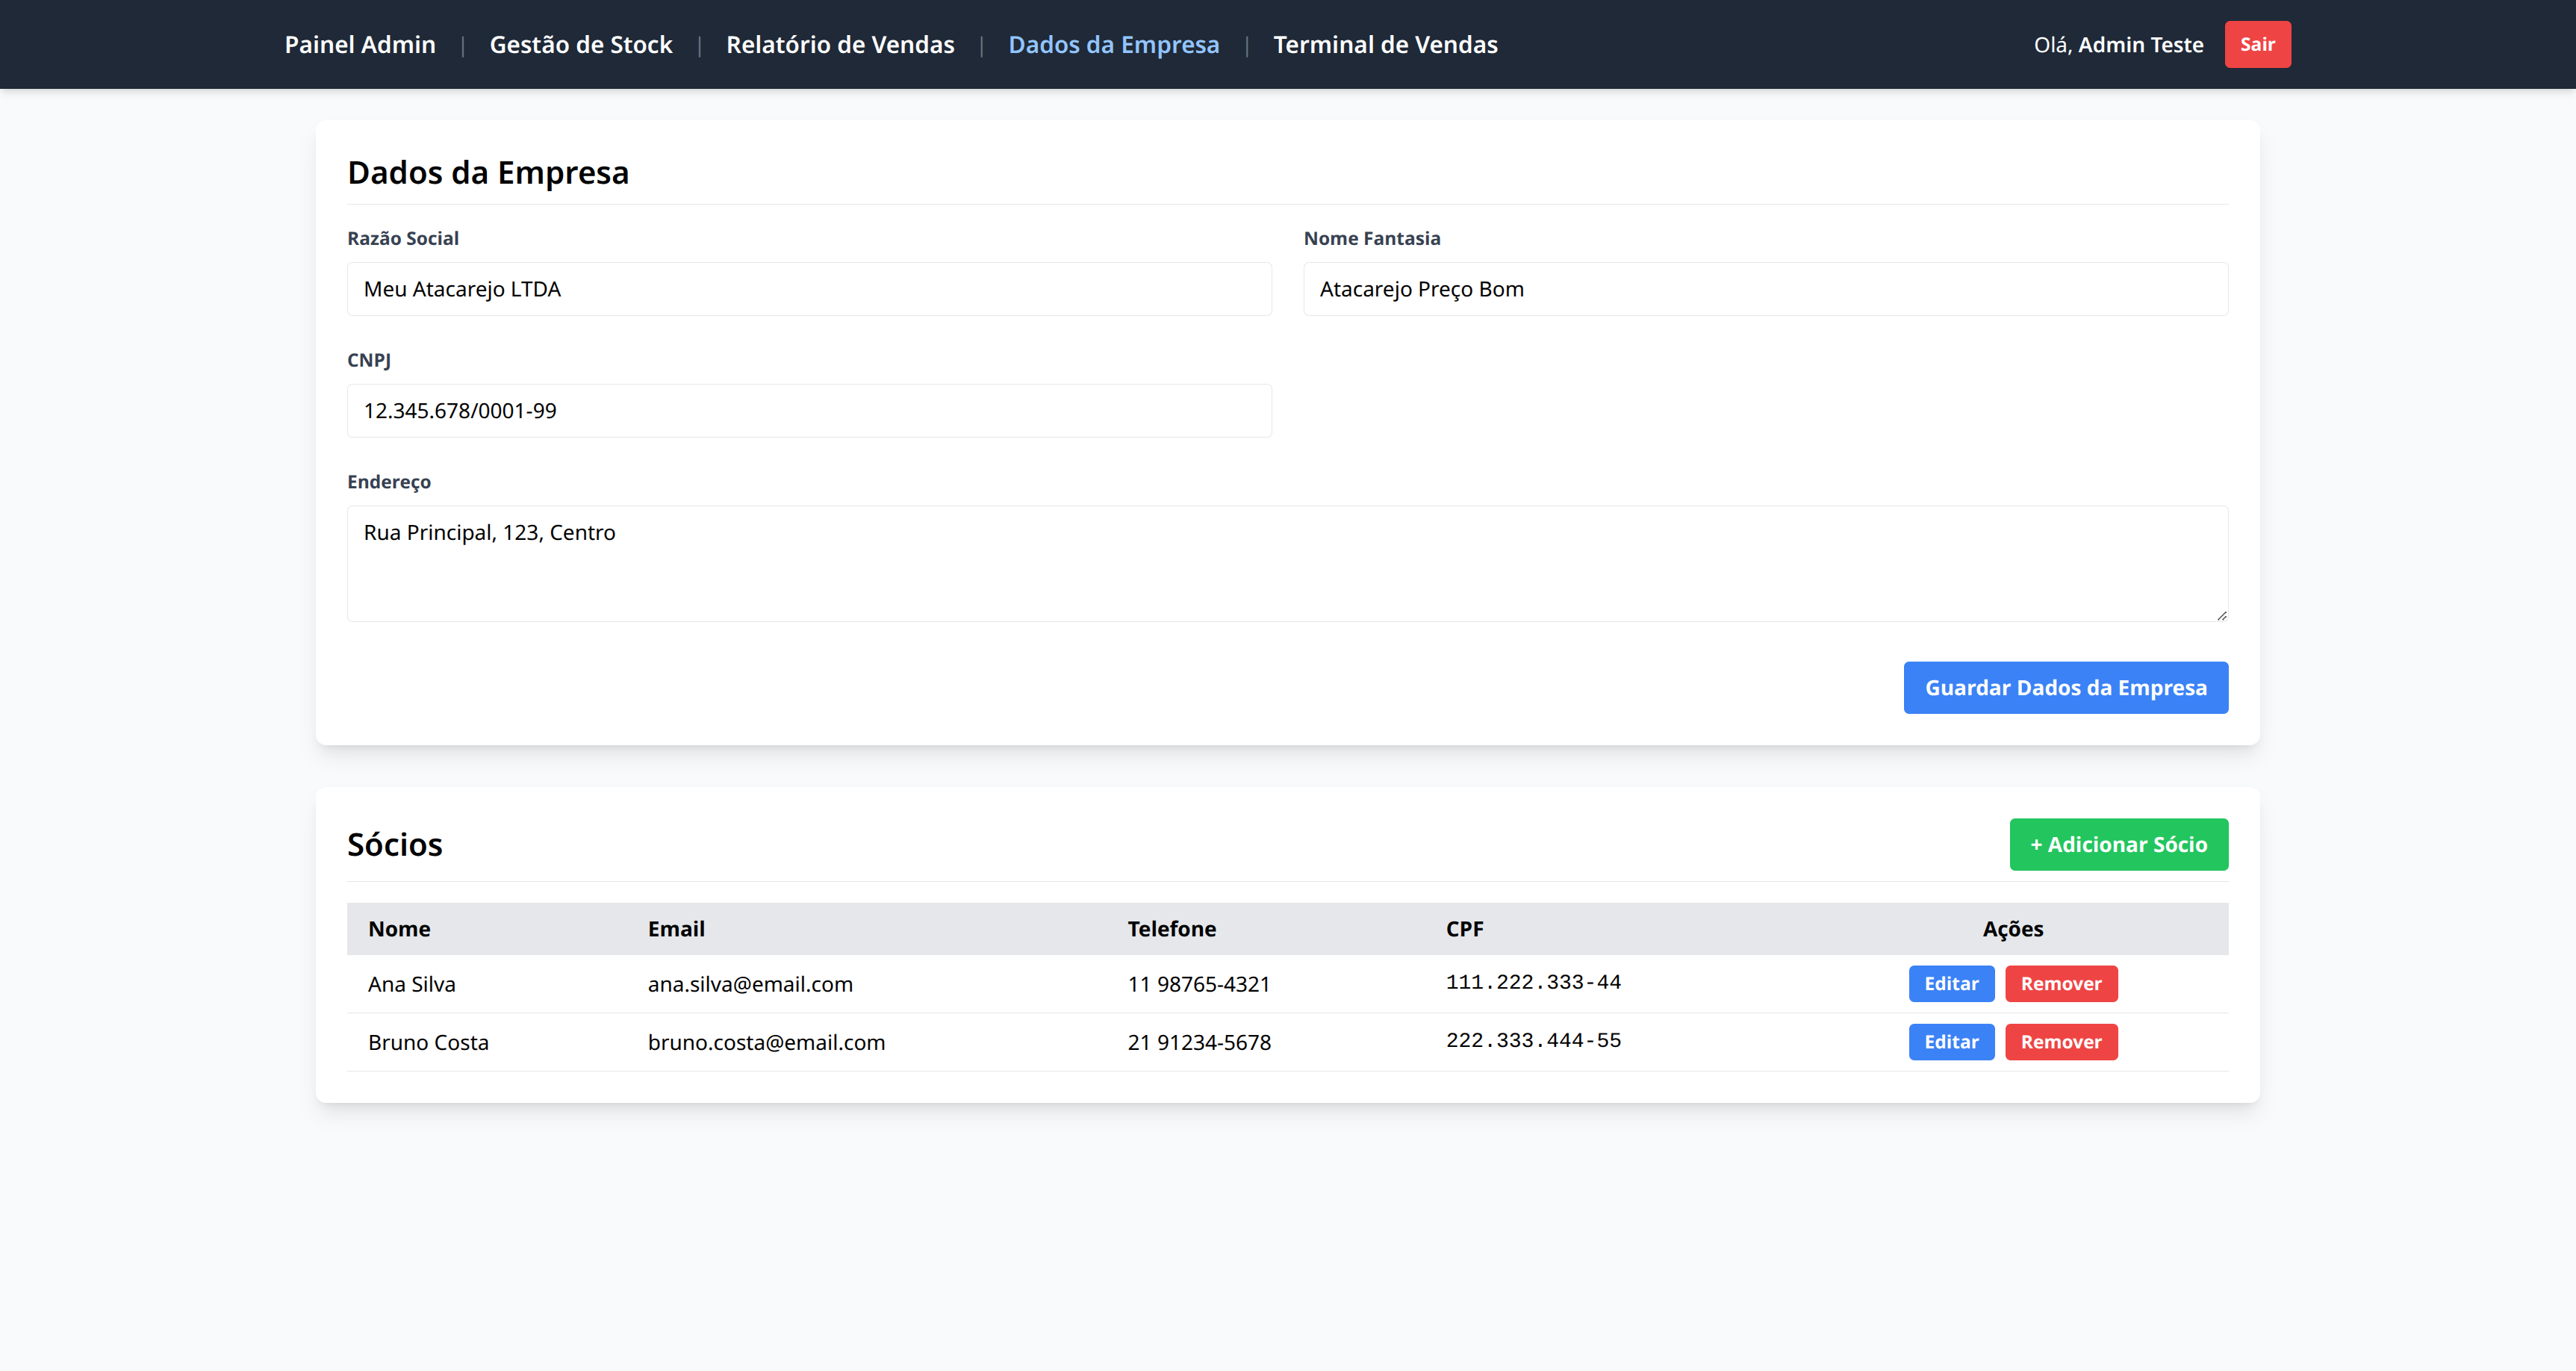 Painel Admin | Gestão de Stock | Relatório de Vendas | Dados da Empresa | Terminal de Vendas Olá, Admin Teste Sair
Dados da Empresa
Razão Social Nome Fantasia
Meu Atacarejo LTDA Atacarejo Preço Bom
CNPJ
12.345.678/0001-99
Endereço
Rua Principal, 123, Centro
Guardar Dados da Empresa
Sócios + Adicionar Sócio
Nome Email Telefone CPF Ações
Ana Silva ana.silva@email.com 11 98765-4321 111.222.333-44 Editar Remover
Bruno Costa bruno.costa@email.com 21 91234-5678 222.333.444-55 Editar Remover